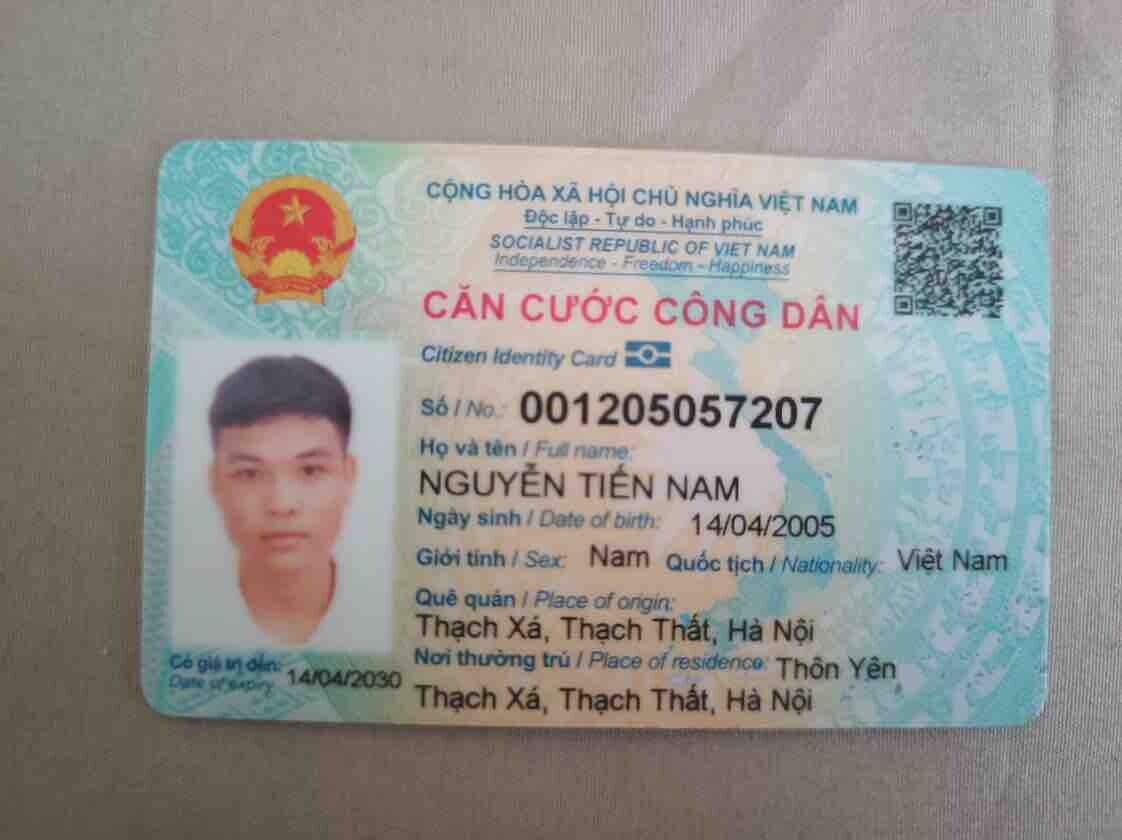 CỘNG HÒA XÃ HỘI CHỦ NGHĨA VIỆT NAM
Độc lập - Tự do - Hạnh phúc
SOCIALIST REPUBLIC OF VIET NAM
Independence - Freedom - Happiness
CĂN CƯỚC CÔNG DÂN
Citizen Identity Card
Số / No.: 001205057207
Họ và tên / Full name:
NGUYỄN TIẾN NAM
Ngày sinh / Date of birth: 14/04/2005
Giới tính / Sex: Nam Quốc tịch / Nationality: Việt Nam
Quê quán / Place of origin:
Thạch Xá, Thạch Thất, Hà Nội
Nơi thường trú / Place of residence: Thôn Yên
Thạch Xá, Thạch Thất, Hà Nội
Có giá trị đến: 14/04/2030
Date of expiry